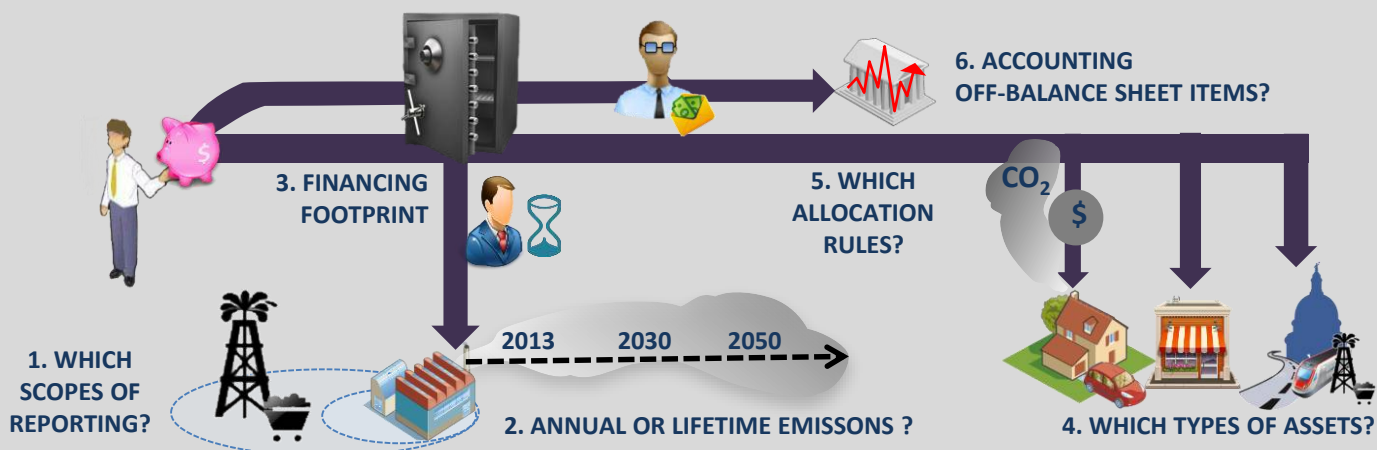 6. ACCOUNTING
OFF-BALANCE SHEET ITEMS?
$
3. FINANCING
FOOTPRINT
5. WHICH
ALLOCATION
RULES?
CO₂
$
1. WHICH
SCOPES OF
REPORTING?
2013 2030 2050
2. ANNUAL OR LIFETIME EMISSONS ?
4. WHICH TYPES OF ASSETS?